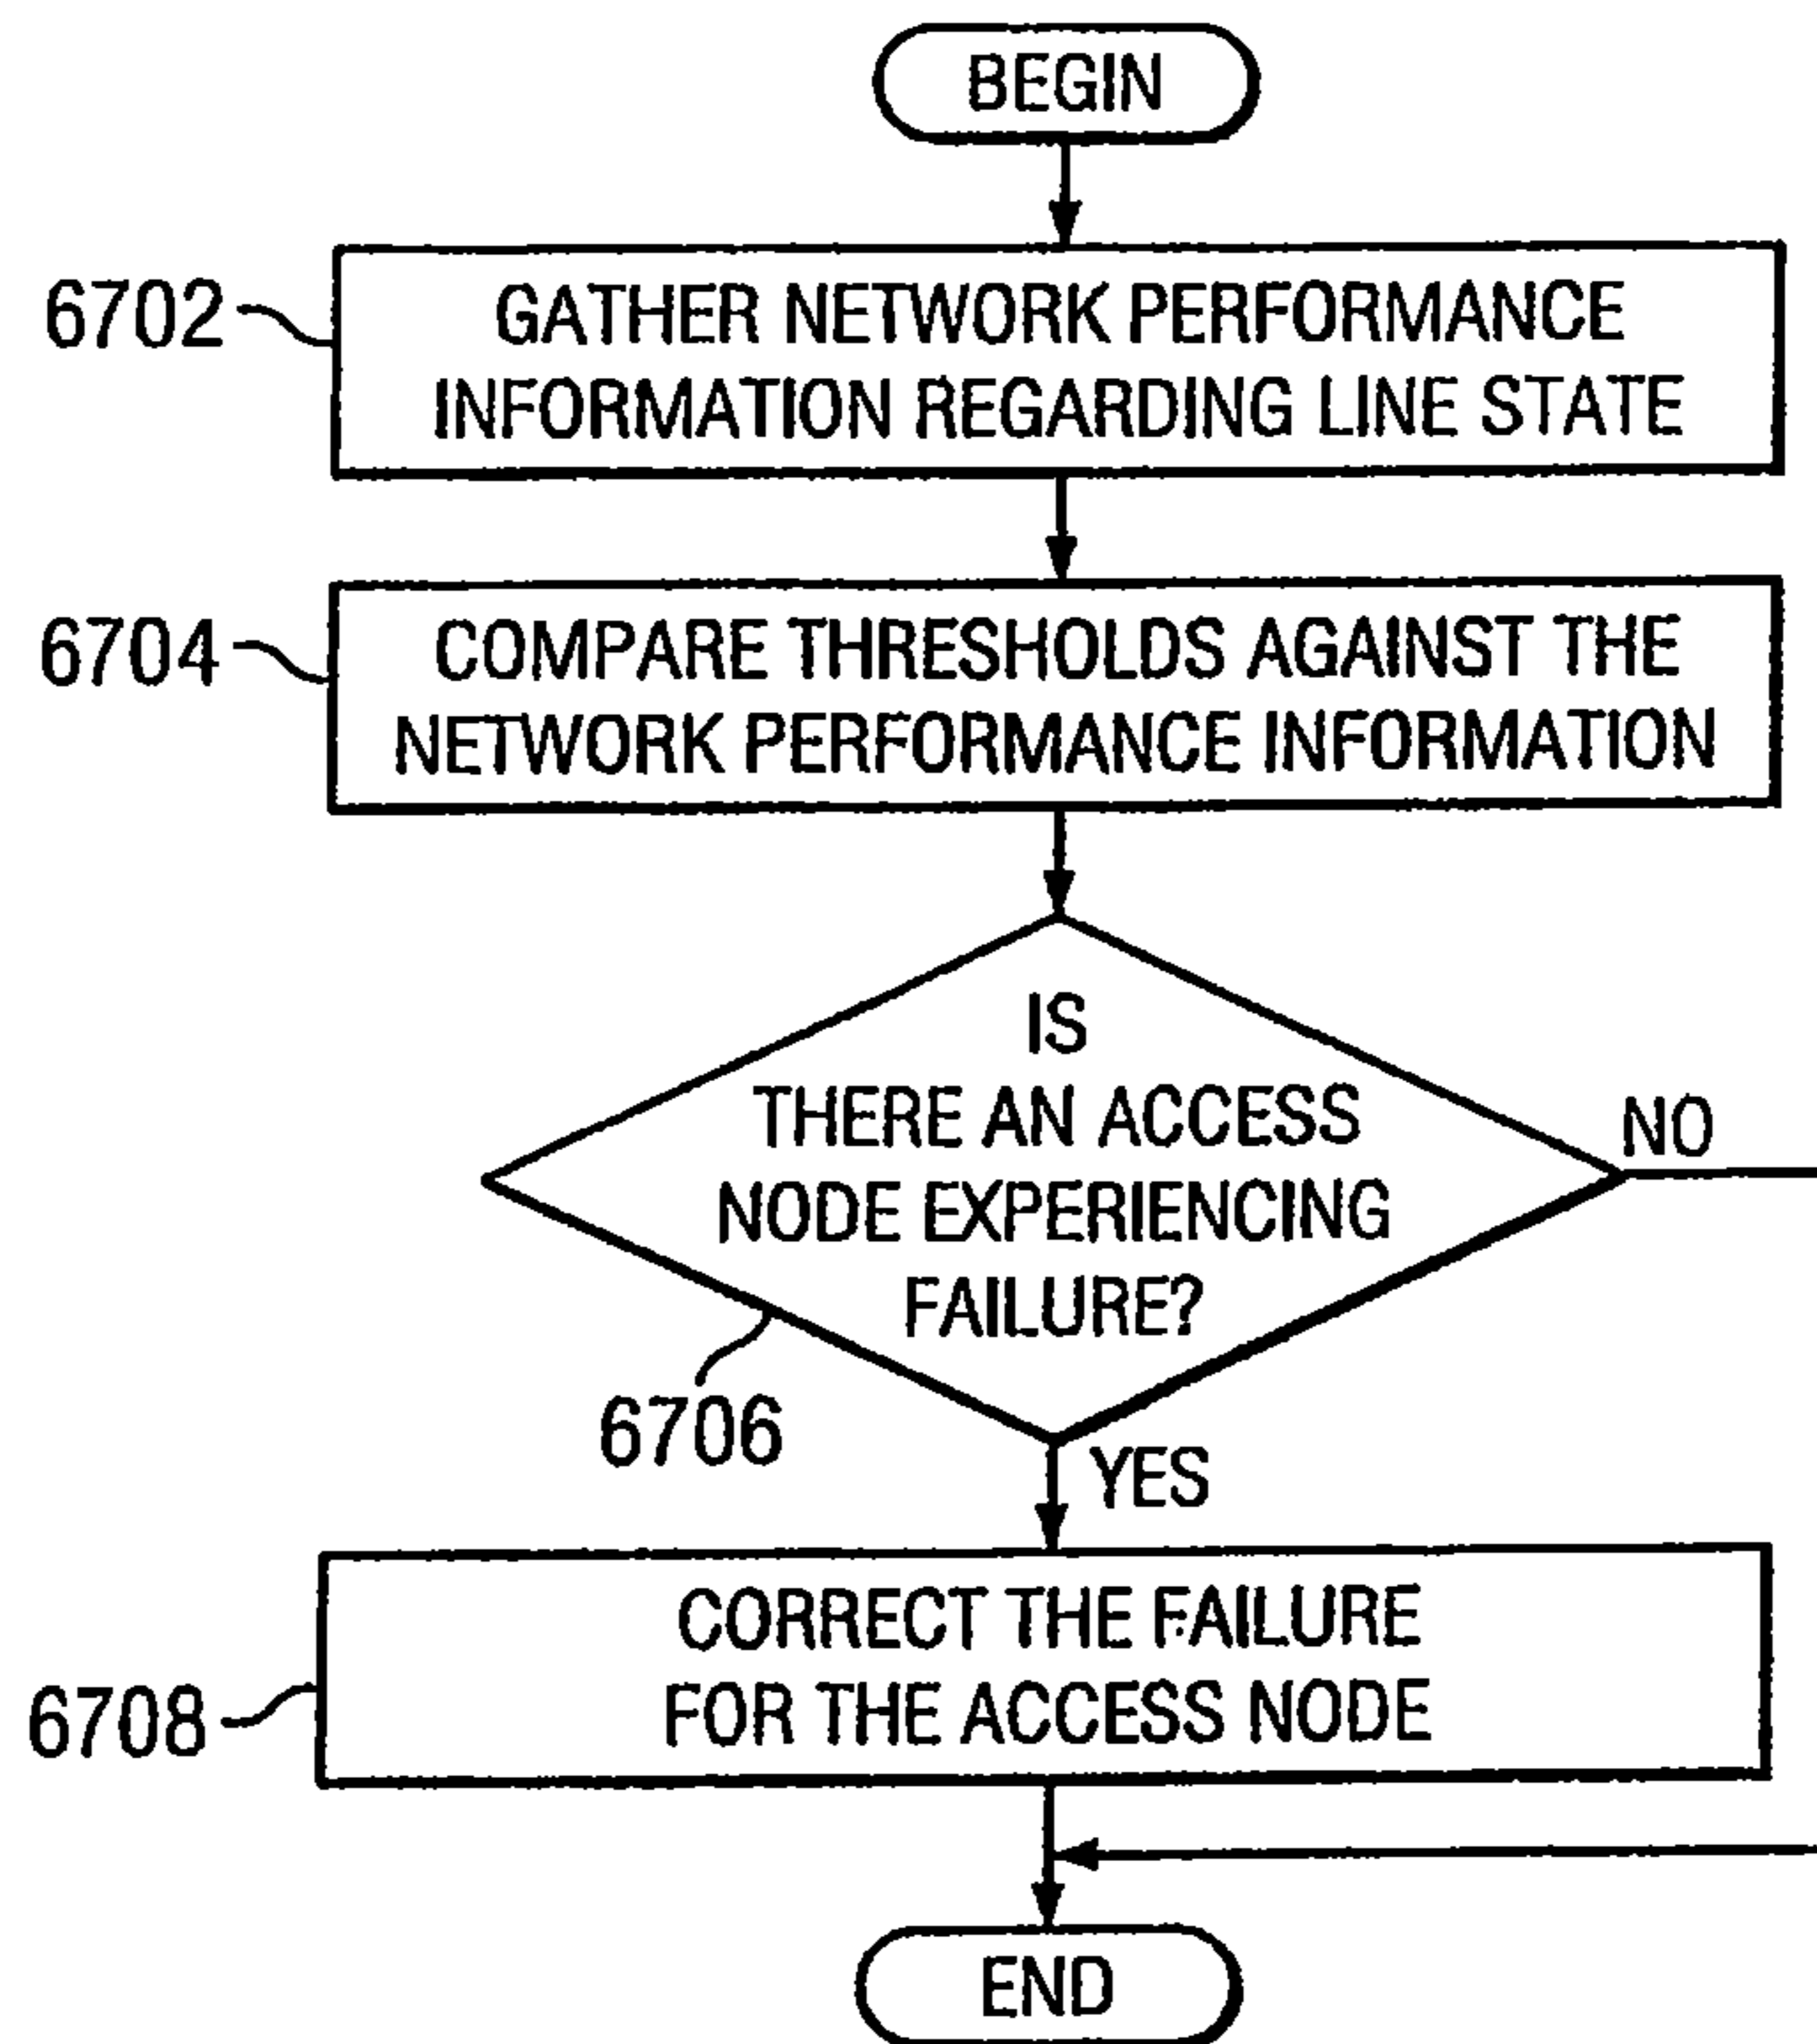 BEGIN
6702
GATHER NETWORK PERFORMANCE
INFORMATION REGARDING LINE STATE
6704
COMPARE THRESHOLDS AGAINST THE
NETWORK PERFORMANCE INFORMATION
IS
THERE AN ACCESS
NODE EXPERIENCING
FAILURE?
NO
6706
YES
CORRECT THE FAILURE
FOR THE ACCESS NODE
6708
END